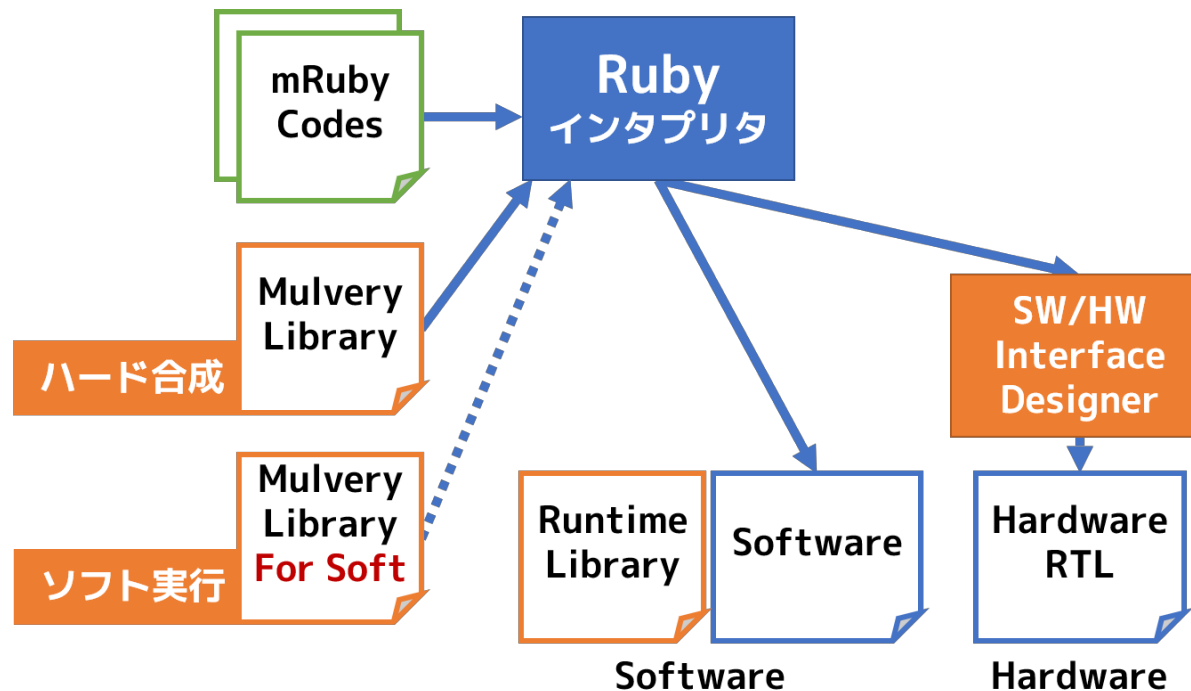 mRuby
Codes
Ruby
インタプリタ
Mulvery
Library
ハード合成
SW/HW
Interface
Designer
Mulvery
Library
For Soft
ソフト実行
Runtime
Library
Software
Hardware
RTL
Software
Hardware